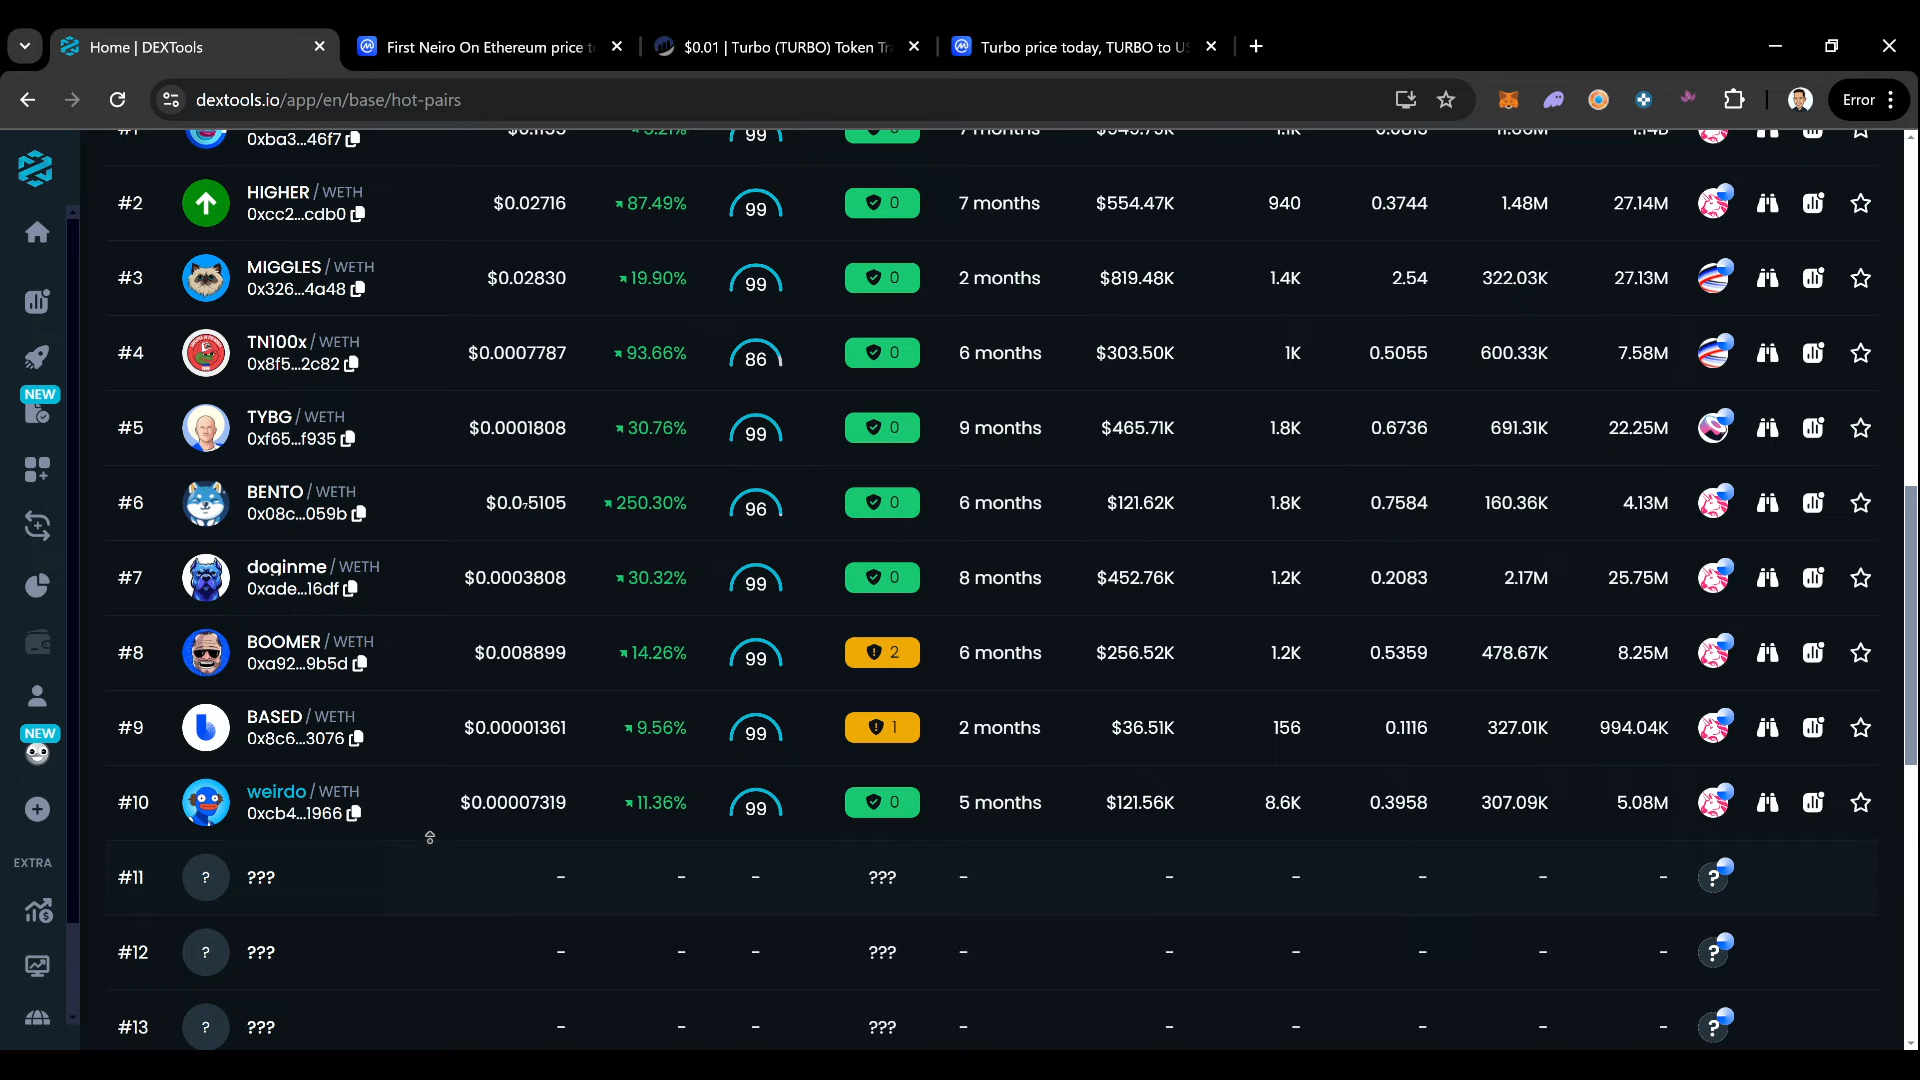 Home | DEXTools
First Neiro On Ethereum price t
$0.01 | Turbo (TURBO) Token Tr
Turbo price today, TURBO to U
dextools.io/app/en/base/hot-pairs
Error
0xba3...46f7
99
#2 HIGHER / WETH 0xcc2...cdb0 $0.02716 87.49% 99 0 7 months $554.47K 940 0.3744 1.48M 27.14M
#3 MIGGLES / WETH 0x326...4a48 $0.02830 19.90% 99 0 2 months $819.48K 1.4K 2.54 322.03K 27.13M
#4 TN100x / WETH 0x8f5...2c82 $0.0007787 93.66% 86 0 6 months $303.50K 1K 0.5055 600.33K 7.58M
#5 TYBG / WETH 0xf65...f935 $0.0001808 30.76% 99 0 9 months $465.71K 1.8K 0.6736 691.31K 22.25M
#6 BENTO / WETH 0x08c...059b $0.0₇5105 250.30% 96 0 6 months $121.62K 1.8K 0.7584 160.36K 4.13M
#7 doginme / WETH 0xade...16df $0.0003808 30.32% 99 0 8 months $452.76K 1.2K 0.2083 2.17M 25.75M
#8 BOOMER / WETH 0xa92...9b5d $0.008899 14.26% 99 2 6 months $256.52K 1.2K 0.5359 478.67K 8.25M
#9 BASED / WETH 0x8c6...3076 $0.00001361 9.56% 99 1 2 months $36.51K 156 0.1116 327.01K 994.04K
#10 weirdo / WETH 0xcb4...1966 $0.00007319 11.36% 99 0 5 months $121.56K 8.6K 0.3958 307.09K 5.08M
#11 ? ??? - - - ??? - - - - - - ?
#12 ? ??? - - - ??? - - - - - - ?
#13 ? ??? - - - ??? - - - - - - ?
NEW
NEW
EXTRA